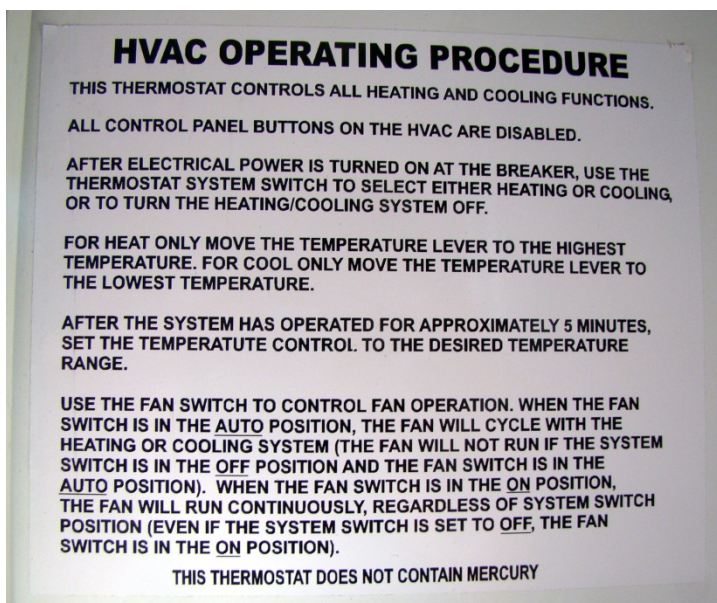 HVAC OPERATING PROCEDURE
THIS THERMOSTAT CONTROLS ALL HEATING AND COOLING FUNCTIONS.
ALL CONTROL PANEL BUTTONS ON THE HVAC ARE DISABLED.
AFTER ELECTRICAL POWER IS TURNED ON AT THE BREAKER, USE THE
THERMOSTAT SYSTEM SWITCH TO SELECT EITHER HEATING OR COOLING,
OR TO TURN THE HEATING/COOLING SYSTEM OFF.
FOR HEAT ONLY MOVE THE TEMPERATURE LEVER TO THE HIGHEST
TEMPERATURE. FOR COOL ONLY MOVE THE TEMPERATURE LEVER TO
THE LOWEST TEMPERATURE.
AFTER THE SYSTEM HAS OPERATED FOR APPROXIMATELY 5 MINUTES,
SET THE TEMPERATUTE CONTROL TO THE DESIRED TEMPERATURE
RANGE.
USE THE FAN SWITCH TO CONTROL FAN OPERATION. WHEN THE FAN
SWITCH IS IN THE AUTO POSITION, THE FAN WILL CYCLE WITH THE
HEATING OR COOLING SYSTEM (THE FAN WILL NOT RUN IF THE SYSTEM
SWITCH IS IN THE OFF POSITION AND THE FAN SWITCH IS IN THE
AUTO POSITION). WHEN THE FAN SWITCH IS IN THE ON POSITION,
THE FAN WILL RUN CONTINUOUSLY, REGARDLESS OF SYSTEM SWITCH
POSITION (EVEN IF THE SYSTEM SWITCH IS SET TO OFF, THE FAN
SWITCH IS IN THE ON POSITION).
THIS THERMOSTAT DOES NOT CONTAIN MERCURY